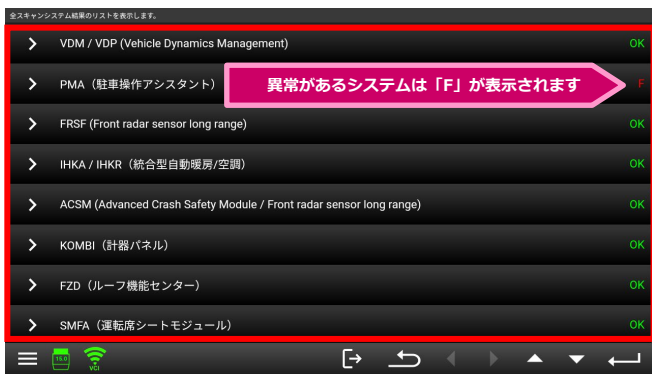 全スキャンシステム結果のリストを表示します。
VDM / VDP (Vehicle Dynamics Management)
OK
PMA（駐車操作アシスタント）
異常があるシステムは「F」が表示されます
F
FRSF (Front radar sensor long range)
OK
IHKA / IHKR（統合型自動暖房/空調）
OK
ACSM (Advanced Crash Safety Module / Front radar sensor long range)
OK
KOMBI（計器パネル）
OK
FZD（ルーフ機能センター）
OK
SMFA（運転席シートモジュール）
OK
15.0
VCI